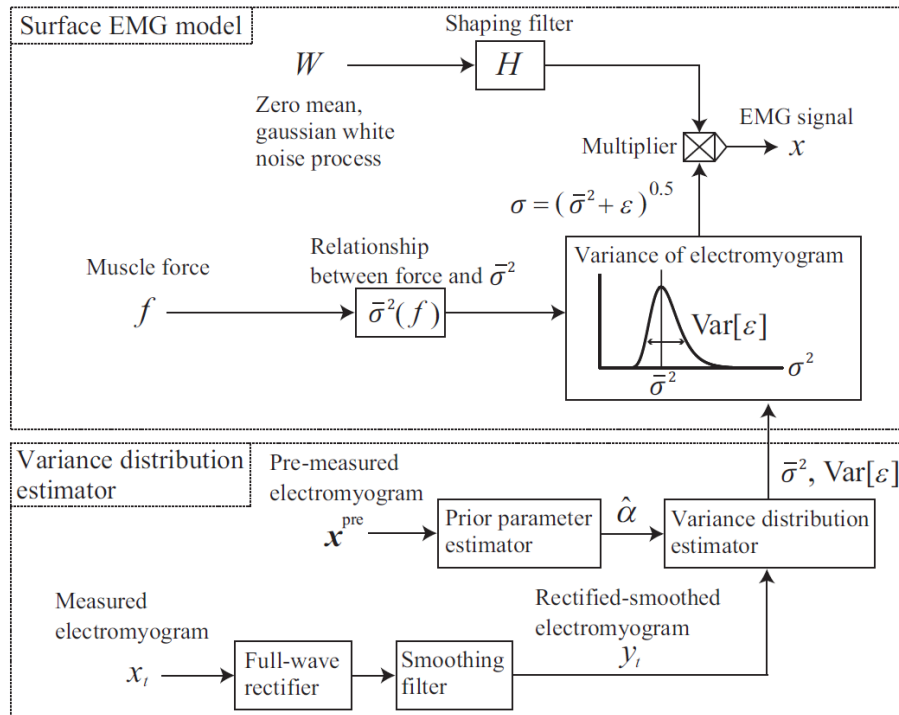 Surface EMG model
Shaping filter
W
H
Zero mean,
gaussian white
noise process
EMG signal
Multiplier
x
σ = (σ̄² + ε)^0.5
Muscle force
Relationship
between force and σ̄²
f
σ̄²(f)
Variance of electromyogram
Var[ε]
σ²
σ̄²
Variance distribution
estimator
σ̄², Var[ε]
Pre-measured
electromyogram
x^pre
Prior parameter
estimator
α̂
Variance distribution
estimator
Measured
electromyogram
x_t
Full-wave
rectifier
Smoothing
filter
Rectified-smoothed
electromyogram
y_t